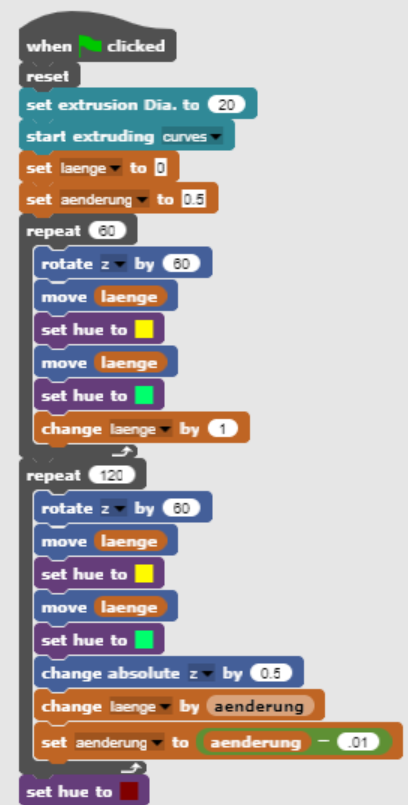 when clicked
reset
set extrusion Dia. to 20
start extruding curves
set laenge to 0
set aenderung to 0.5
repeat 60
rotate z by 60
move laenge
set hue to
move laenge
set hue to
change laenge by 1
repeat 120
rotate z by 60
move laenge
set hue to
move laenge
set hue to
change absolute z by 0.5
change laenge by aenderung
set aenderung to aenderung - .01
set hue to